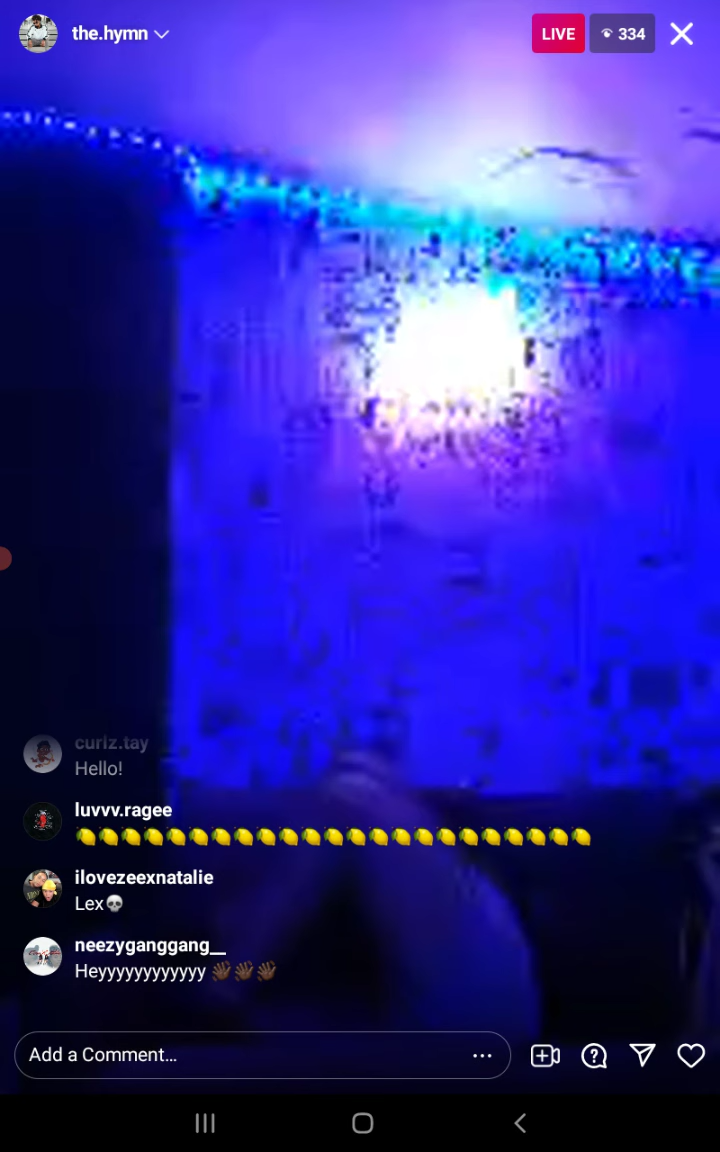 the.hymn
LIVE
334
curlz.tay
Hello!
luvvv.ragee
🍋🍋🍋🍋🍋🍋🍋🍋🍋🍋🍋🍋🍋🍋🍋🍋🍋🍋🍋🍋🍋🍋🍋
ilovezeexnatalie
Lex💀
neezyganggang__
Heyyyyyyyyyyyy 👋🏾👋🏾👋🏾
Add a Comment...